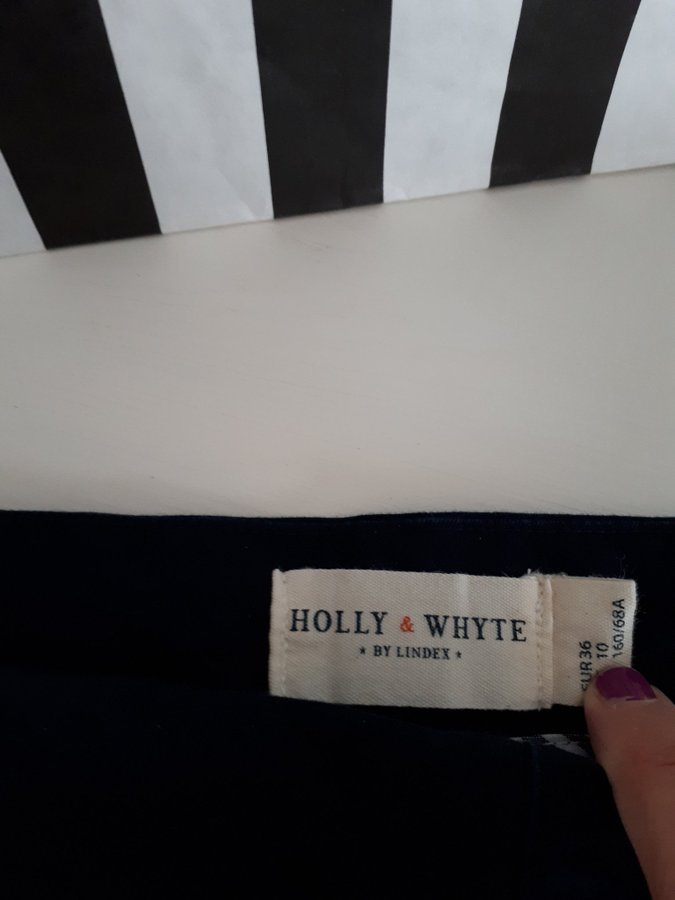 HOLLY & WHYTE
* BY LINDEX *
EUR 36
10
160/68A